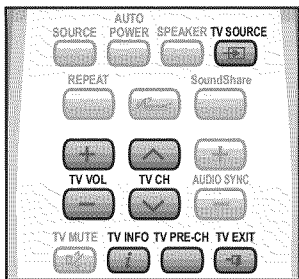 AUTO
SOURCE POWER SPEAKER TV SOURCE
REPEAT SoundShare
+ +
TV VOL TV CH AUDIO SYNC
- -
TV MUTE TV INFO TV PRE-CH TV EXIT
i